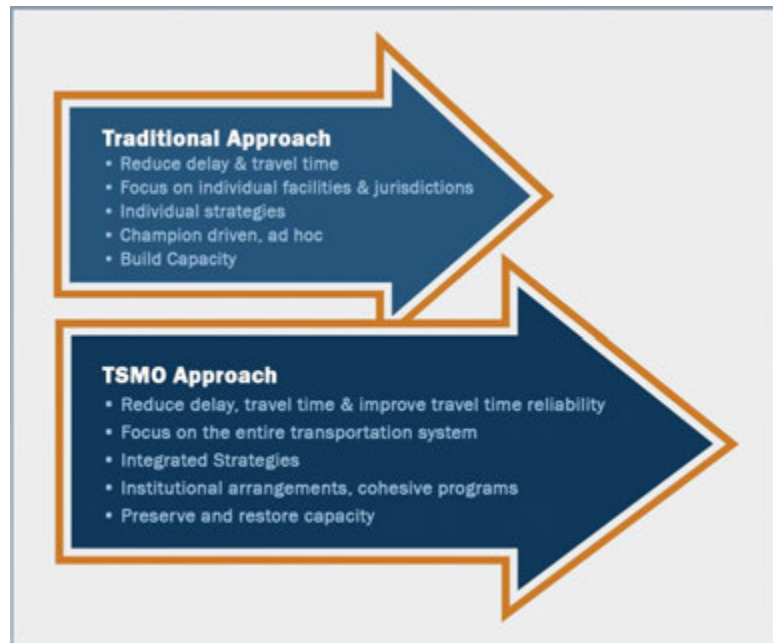 Traditional Approach
• Reduce delay & travel time
• Focus on individual facilities & jurisdictions
• Individual strategies
• Champion driven, ad hoc
• Build Capacity
TSMO Approach
• Reduce delay, travel time & improve travel time reliability
• Focus on the entire transportation system
• Integrated Strategies
• Institutional arrangements, cohesive programs
• Preserve and restore capacity